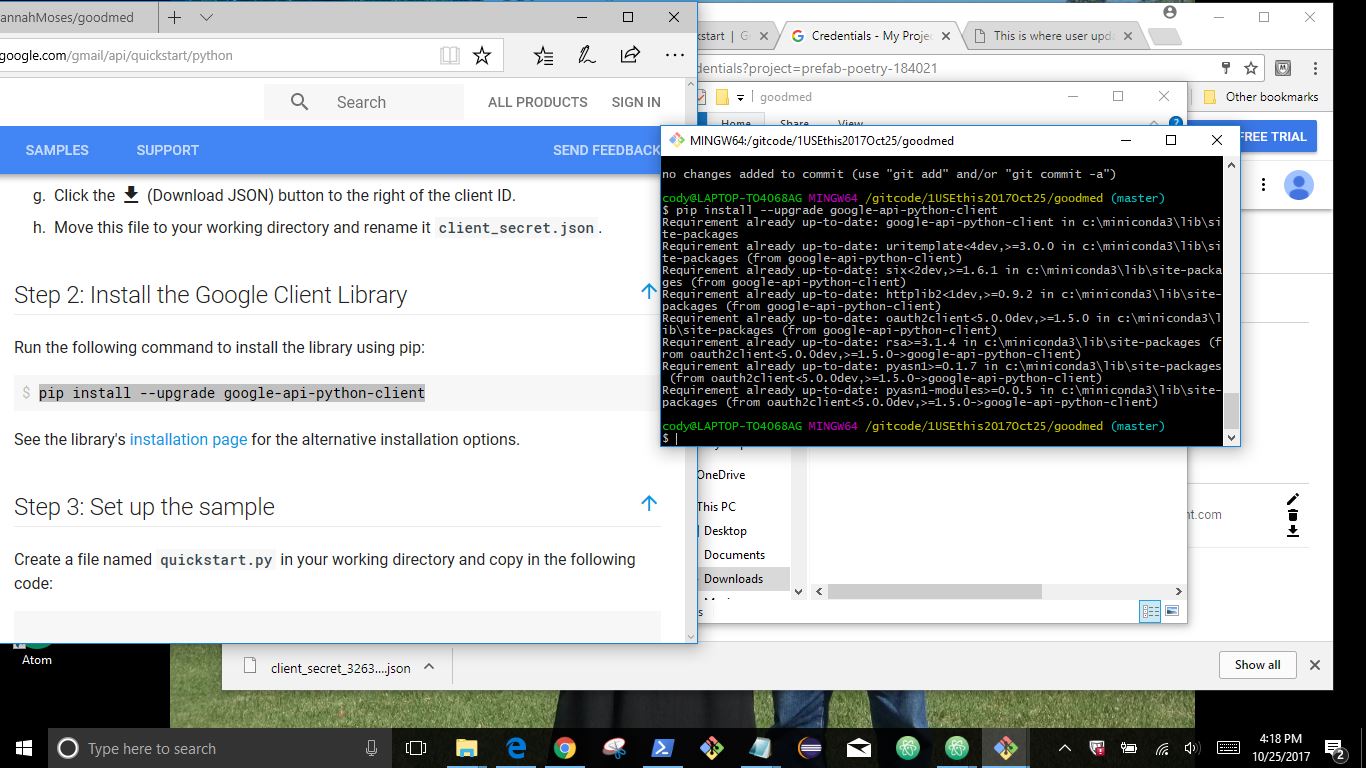 annahMoses/goodmed
google.com/gmail/api/quickstart/python
Search
ALL PRODUCTS
SIGN IN
SAMPLES
SUPPORT
SEND FEEDBACK
g. Click the (Download JSON) button to the right of the client ID.
h. Move this file to your working directory and rename it client_secret.json.
Step 2: Install the Google Client Library
Run the following command to install the library using pip:
$ pip install --upgrade google-api-python-client
See the library's installation page for the alternative installation options.
Step 3: Set up the sample
Create a file named quickstart.py in your working directory and copy in the following
code:
start | G
Credentials - My Proje
This is where user upda
dentials?project=prefab-poetry-184021
Other bookmarks
FREE TRIAL
goodmed
Home
Share
View
MINGW64:/gitcode/1USEthis2017Oct25/goodmed
no changes added to commit (use "git add" and/or "git commit -a")
cody@LAPTOP-TO4O68AG MINGW64 /gitcode/1USEthis2017Oct25/goodmed (master)
$ pip install --upgrade google-api-python-client
Requirement already up-to-date: google-api-python-client in c:\miniconda3\lib\si
te-packages
Requirement already up-to-date: uritemplate<4dev,>=3.0.0 in c:\miniconda3\lib\si
te-packages (from google-api-python-client)
Requirement already up-to-date: six<2dev,>=1.6.1 in c:\miniconda3\lib\site-packa
ges (from google-api-python-client)
Requirement already up-to-date: httplib2<1dev,>=0.9.2 in c:\miniconda3\lib\site-
packages (from google-api-python-client)
Requirement already up-to-date: oauth2client<5.0.0dev,>=1.5.0 in c:\miniconda3\l
ib\site-packages (from google-api-python-client)
Requirement already up-to-date: rsa>=3.1.4 in c:\miniconda3\lib\site-packages (f
rom oauth2client<5.0.0dev,>=1.5.0->google-api-python-client)
Requirement already up-to-date: pyasn1>=0.1.7 in c:\miniconda3\lib\site-packages
(from oauth2client<5.0.0dev,>=1.5.0->google-api-python-client)
Requirement already up-to-date: pyasn1-modules>=0.0.5 in c:\miniconda3\lib\site-
packages (from oauth2client<5.0.0dev,>=1.5.0->google-api-python-client)
cody@LAPTOP-TO4O68AG MINGW64 /gitcode/1USEthis2017Oct25/goodmed (master)
$
OneDrive
This PC
Desktop
Documents
Downloads
nt.com
Atom
client_secret_3263....json
Show all
Type here to search
4:18 PM
10/25/2017
2